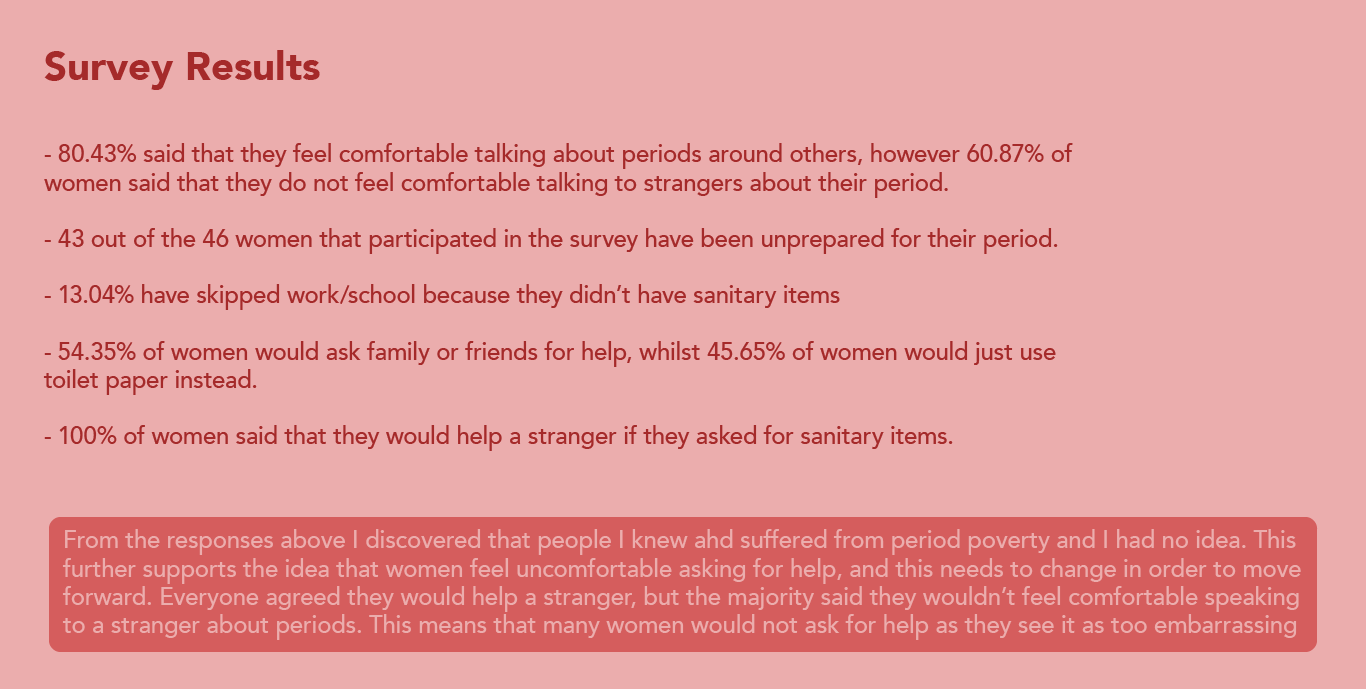 Survey Results
- 80.43% said that they feel comfortable talking about periods around others, however 60.87% of
women said that they do not feel comfortable talking to strangers about their period.
- 43 out of the 46 women that participated in the survey have been unprepared for their period.
- 13.04% have skipped work/school because they didn’t have sanitary items
- 54.35% of women would ask family or friends for help, whilst 45.65% of women would just use
toilet paper instead.
- 100% of women said that they would help a stranger if they asked for sanitary items.
From the responses above I discovered that people I knew ahd suffered from period poverty and I had no idea. This
further supports the idea that women feel uncomfortable asking for help, and this needs to change in order to move
forward. Everyone agreed they would help a stranger, but the majority said they wouldn’t feel comfortable speaking
to a stranger about periods. This means that many women would not ask for help as they see it as too embarrassing